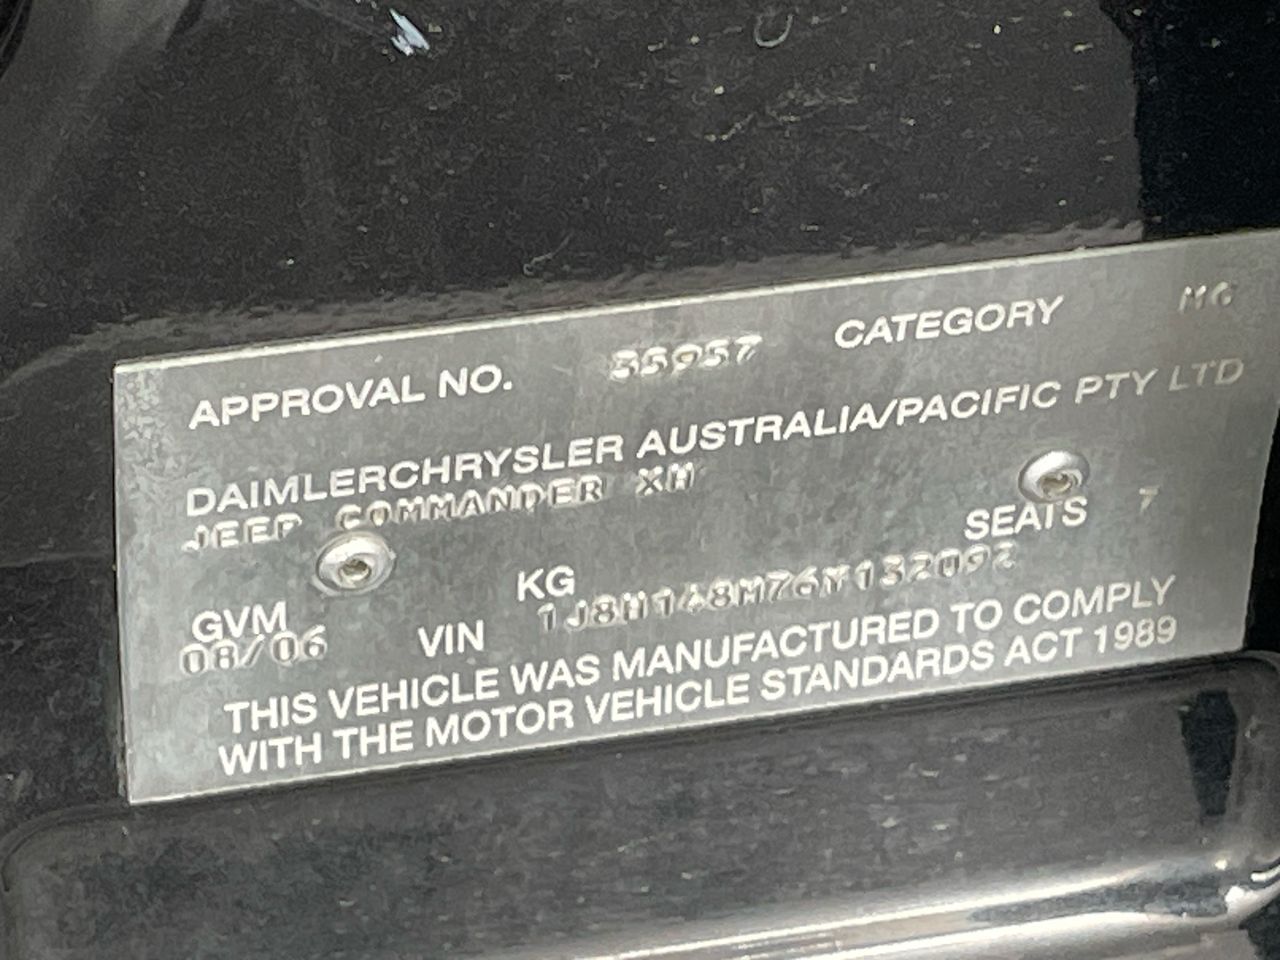 APPROVAL NO. CATEGORY MC
DAIMLERCHRYSLER AUSTRALIA/PACIFIC PTY LTD
JEEP COMMANDER XH
SEATS 7
GVM KG
08/06 VIN 1J8H148M76Y132092
THIS VEHICLE WAS MANUFACTURED TO COMPLY
WITH THE MOTOR VEHICLE STANDARDS ACT 1989